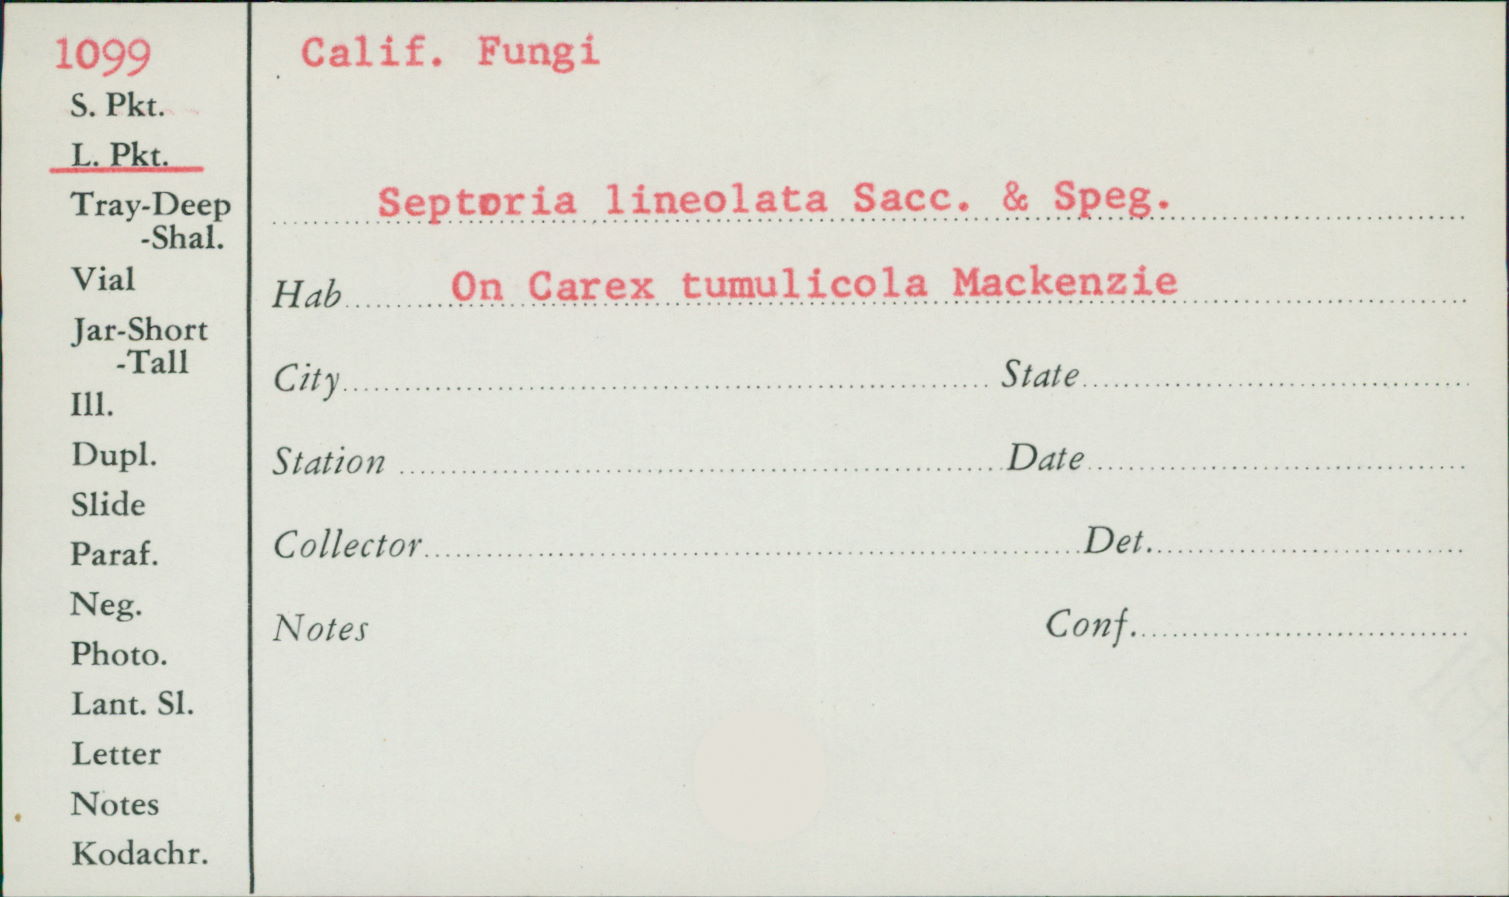 1099
S. Pkt.
L. Pkt.
Tray-Deep
-Shal.
Vial
Jar-Short
-Tall
Ill.
Dupl.
Slide
Paraf.
Neg.
Photo.
Lant. Sl.
Letter
Notes
Kodachr.
Calif. Fungi
Septoria lineolata Sacc. & Speg.
Hab On Carex tumulicola Mackenzie
City State
Station Date
Collector Det.
Notes Conf.